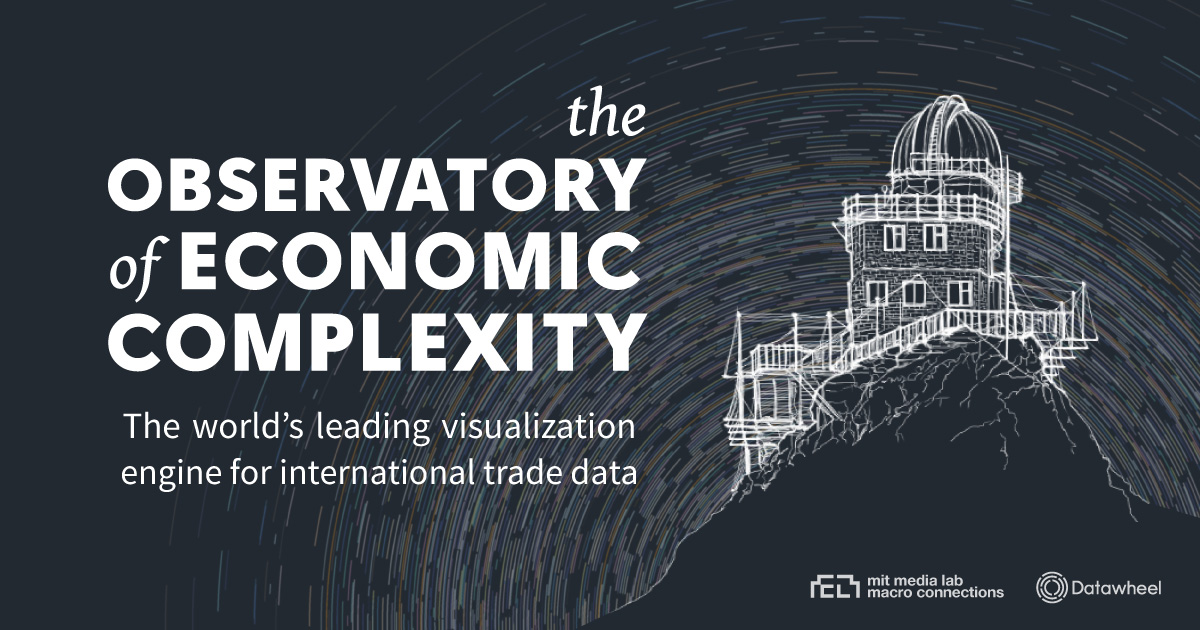 the
OBSERVATORY
of ECONOMIC
COMPLEXITY
The world’s leading visualization
engine for international trade data
mit media lab
macro connections
Datawheel